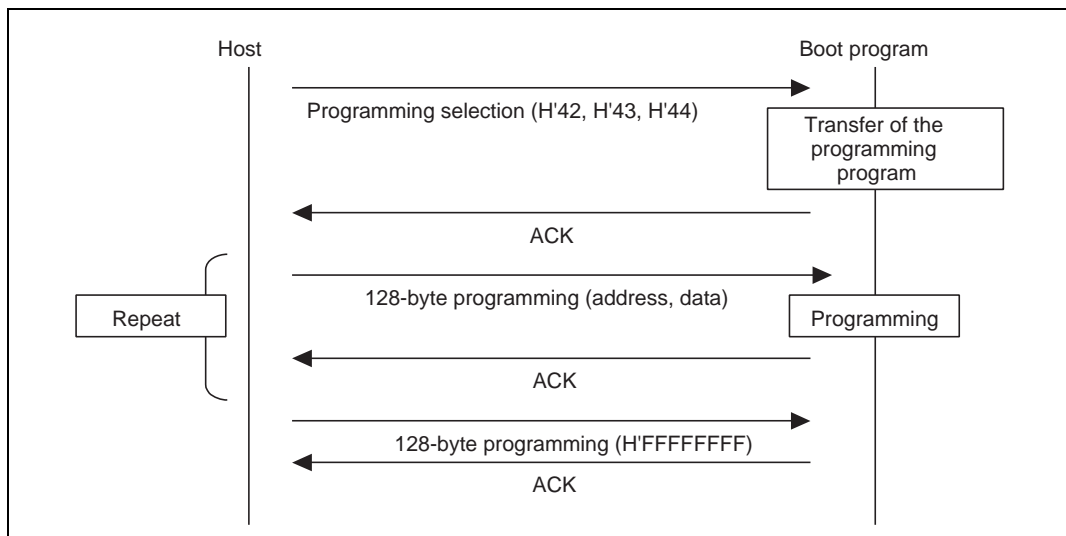 Host
Boot program
Programming selection (H'42, H'43, H'44)
Transfer of the
programming
program
ACK
128-byte programming (address, data)
Repeat
Programming
ACK
128-byte programming (H'FFFFFFFF)
ACK